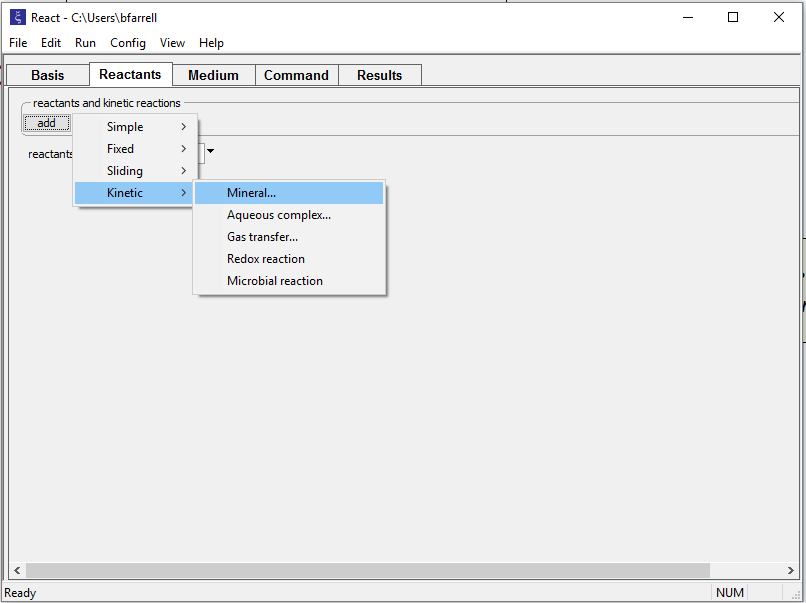 React - C:\Users\bfarrell
File Edit Run Config View Help
Basis Reactants Medium Command Results
reactants and kinetic reactions
add
Simple
Fixed
reactants
Sliding
Kinetic
Mineral...
Aqueous complex...
Gas transfer...
Redox reaction
Microbial reaction
Ready NUM